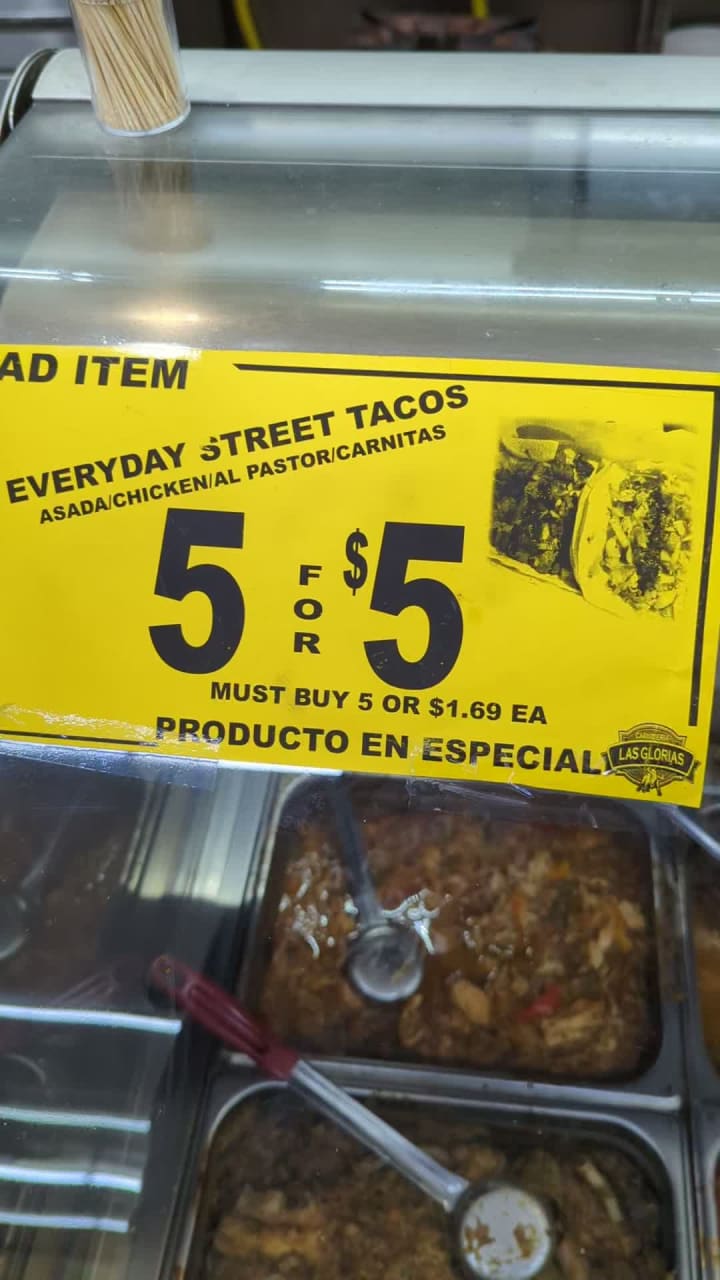 AD ITEM
EVERYDAY STREET TACOS
ASADA/CHICKEN/AL PASTOR/CARNITAS
5 FOR $5
MUST BUY 5 OR $1.69 EA
PRODUCTO EN ESPECIAL
CARNICERIA
LAS GLORIAS